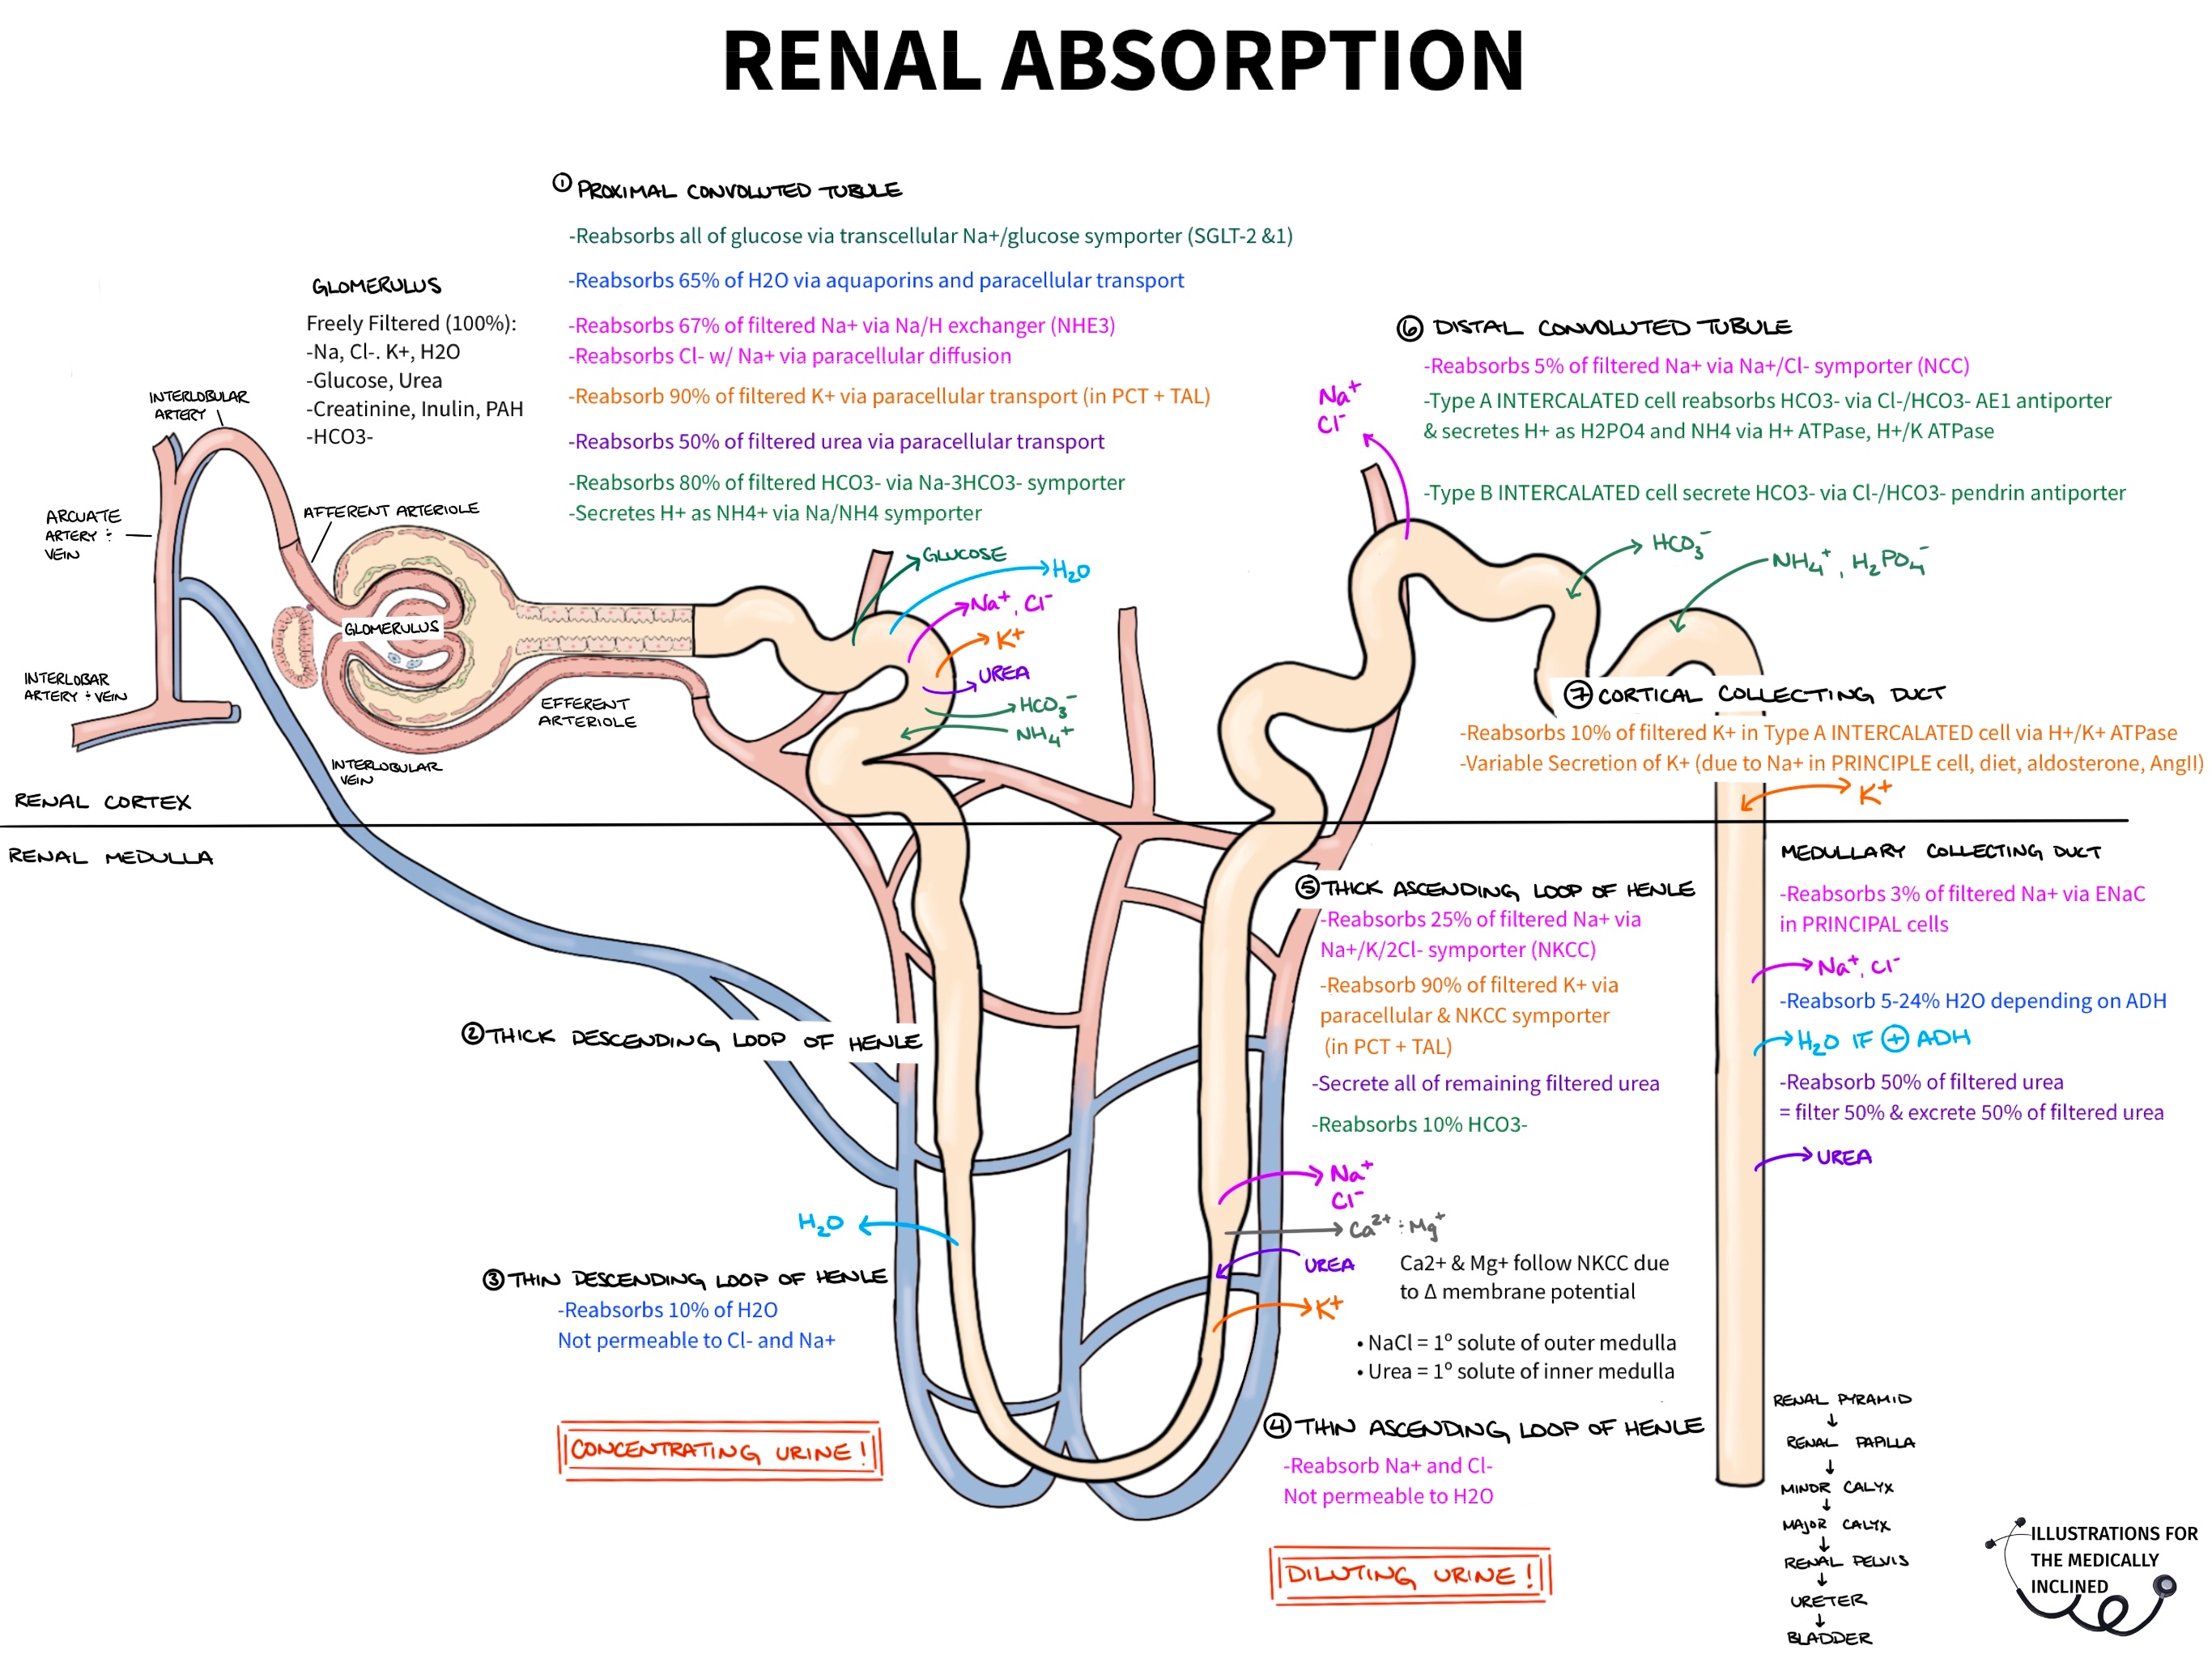 RENAL ABSORPTION
① PROXIMAL CONVOLUTED TUBULE
-Reabsorbs all of glucose via transcellular Na+/glucose symporter (SGLT-2 &1)
-Reabsorbs 65% of H2O via aquaporins and paracellular transport
-Reabsorbs 67% of filtered Na+ via Na/H exchanger (NHE3)
-Reabsorbs Cl- w/ Na+ via paracellular diffusion
-Reabsorb 90% of filtered K+ via paracellular transport (in PCT + TAL)
-Reabsorbs 50% of filtered urea via paracellular transport
-Reabsorbs 80% of filtered HCO3- via Na-3HCO3- symporter
-Secretes H+ as NH4+ via Na/NH4 symporter
GLOMERULUS
Freely Filtered (100%):
-Na, Cl-. K+, H2O
-Glucose, Urea
-Creatinine, Inulin, PAH
-HCO3-
INTERLOBULAR
ARTERY
ARCUATE
ARTERY ÷
VEIN
AFFERENT ARTERIOLE
GLOMERULUS
INTERLOBAR
ARTERY ÷ VEIN
EFFERENT
ARTERIOLE
INTERLOBULAR
VEIN
RENAL CORTEX
RENAL MEDULLA
GLUCOSE
H₂O
Na⁺, Cl⁻
K⁺
UREA
HCO₃⁻
NH₄⁺
⑥ DISTAL CONVOLUTED TUBULE
-Reabsorbs 5% of filtered Na+ via Na+/Cl- symporter (NCC)
-Type A INTERCALATED cell reabsorbs HCO3- via Cl-/HCO3- AE1 antiporter
& secretes H+ as H2PO4 and NH4 via H+ ATPase, H+/K ATPase
-Type B INTERCALATED cell secrete HCO3- via Cl-/HCO3- pendrin antiporter
Na⁺
Cl⁻
HCO₃⁻
NH₄⁺, H₂PO₄⁻
⑦ CORTICAL COLLECTING DUCT
-Reabsorbs 10% of filtered K+ in Type A INTERCALATED cell via H+/K+ ATPase
-Variable Secretion of K+ (due to Na+ in PRINCIPLE cell, diet, aldosterone, AngII)
K⁺
MEDULLARY COLLECTING DUCT
-Reabsorbs 3% of filtered Na+ via ENaC
in PRINCIPAL cells
Na⁺, Cl⁻
-Reabsorb 5-24% H2O depending on ADH
H₂O IF ⊕ ADH
-Reabsorb 50% of filtered urea
= filter 50% & excrete 50% of filtered urea
UREA
⑤ THICK ASCENDING LOOP OF HENLE
-Reabsorbs 25% of filtered Na+ via
Na+/K/2Cl- symporter (NKCC)
-Reabsorb 90% of filtered K+ via
paracellular & NKCC symporter
(in PCT + TAL)
-Secrete all of remaining filtered urea
-Reabsorbs 10% HCO3-
Na⁺
Cl⁻
Ca²⁺ ÷ Mg⁺
UREA
K⁺
Ca2+ & Mg+ follow NKCC due
to Δ membrane potential
• NaCl = 1º solute of outer medulla
• Urea = 1º solute of inner medulla
② THICK DESCENDING LOOP OF HENLE
H₂O
③ THIN DESCENDING LOOP OF HENLE
-Reabsorbs 10% of H2O
Not permeable to Cl- and Na+
CONCENTRATING URINE!
④ THIN ASCENDING LOOP OF HENLE
-Reabsorb Na+ and Cl-
Not permeable to H2O
DILUTING URINE!
RENAL PYRAMID
↓
RENAL PAPILLA
↓
MINOR CALYX
↓
MAJOR CALYX
↓
RENAL PELVIS
↓
URETER
↓
BLADDER
ILLUSTRATIONS FOR
THE MEDICALLY
INCLINED